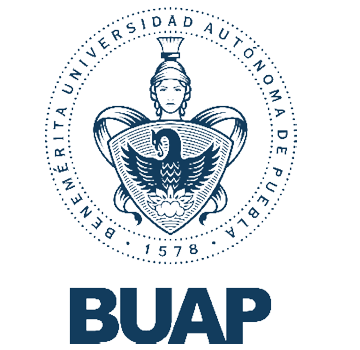 BENEMÉRITA UNIVERSIDAD AUTÓNOMA DE PUEBLA
• 1578 •
BUAP